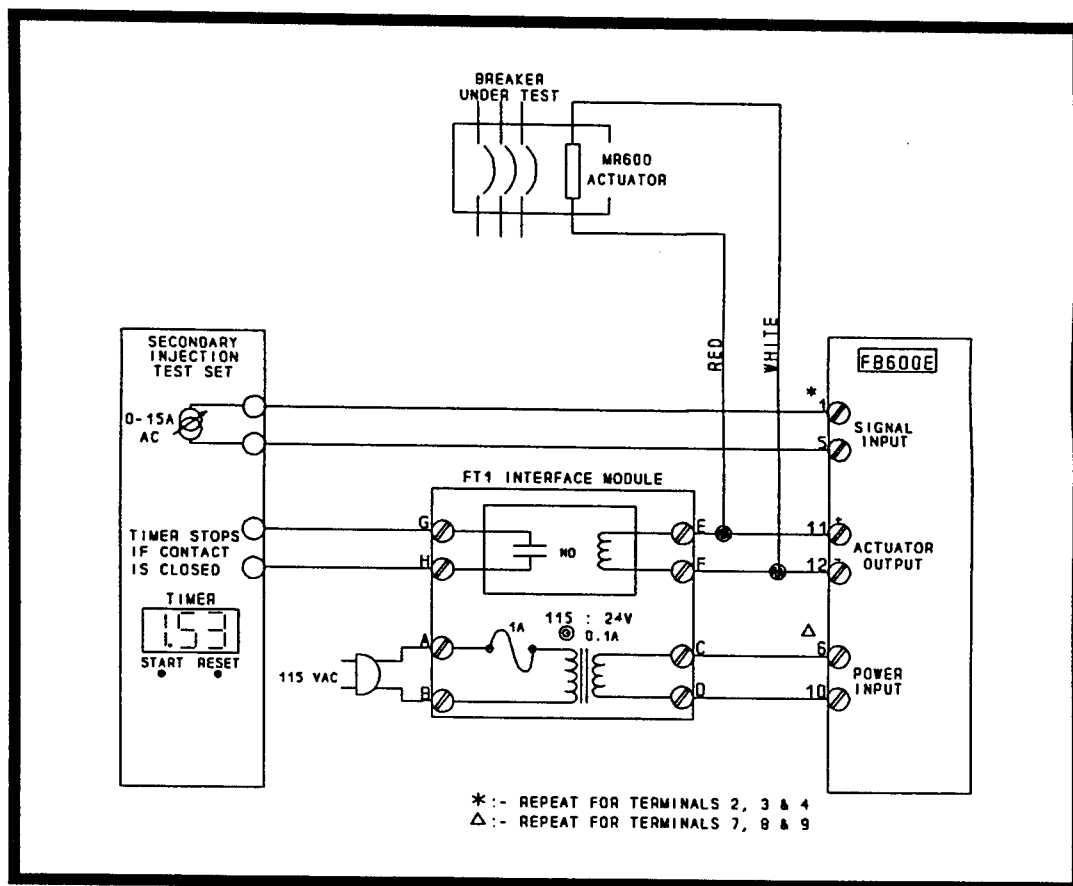 BREAKER
UNDER TEST
MR600
ACTUATOR
RED
WHITE
SECONDARY
INJECTION
TEST SET
0-15A
AC
FB600E
* 1
5
SIGNAL
INPUT
FT1 INTERFACE MODULE
TIMER STOPS
IF CONTACT
IS CLOSED
G
H
NO
E
F
11 +
12 -
ACTUATOR
OUTPUT
TIMER
1.53
START RESET
115 VAC
A
B
1A
115 : 24V
0.1A
C
D
Δ
6
10
POWER
INPUT
* :- REPEAT FOR TERMINALS 2, 3 & 4
Δ :- REPEAT FOR TERMINALS 7, 8 & 9